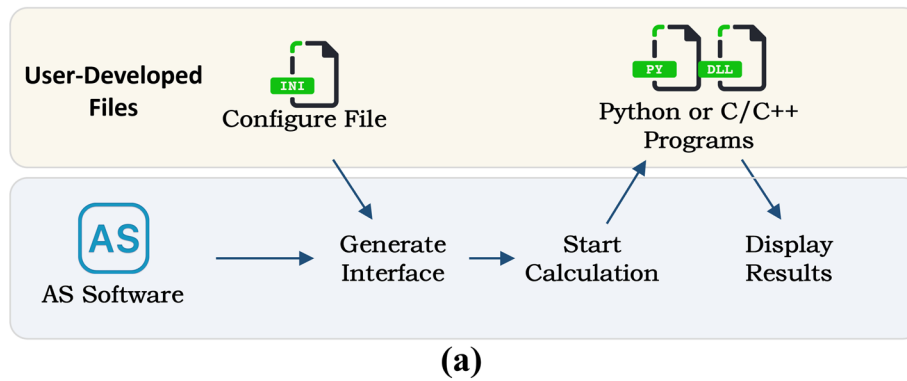 User-Developed
Files
INI
Configure File
PY
DLL
Python or C/C++
Programs
AS
AS Software
Generate
Interface
Start
Calculation
Display
Results
(a)